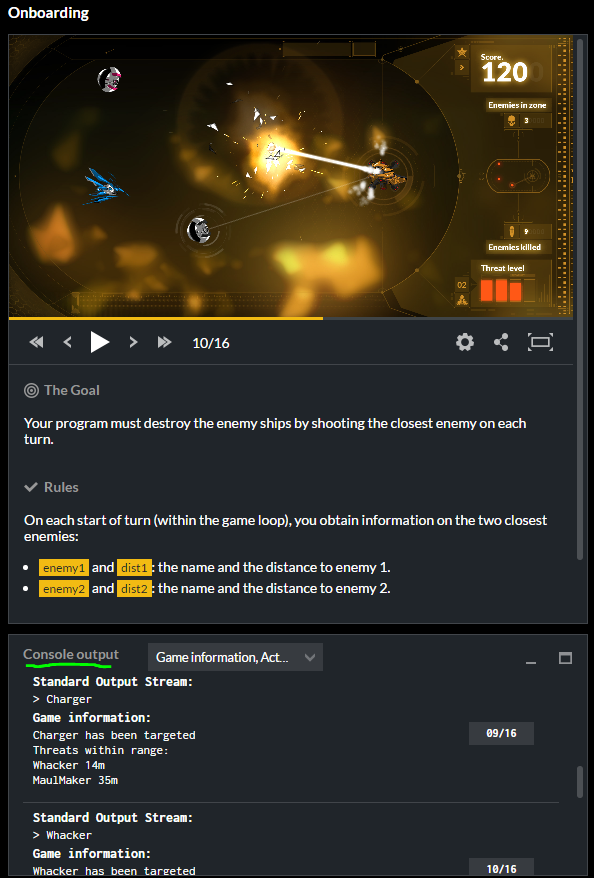 Onboarding
Score.
120
Enemies in zone
3
9
Enemies killed
Threat level
02
10/16
The Goal
Your program must destroy the enemy ships by shooting the closest enemy on each
turn.
Rules
On each start of turn (within the game loop), you obtain information on the two closest
enemies:
• enemy1 and dist1: the name and the distance to enemy 1.
• enemy2 and dist2: the name and the distance to enemy 2.
Console output
Game information, Act...
Standard Output Stream:
> Charger
Game information:
Charger has been targeted
09/16
Threats within range:
Whacker 14m
MaulMaker 35m
Standard Output Stream:
> Whacker
Game information:
Whacker has been targeted
10/16